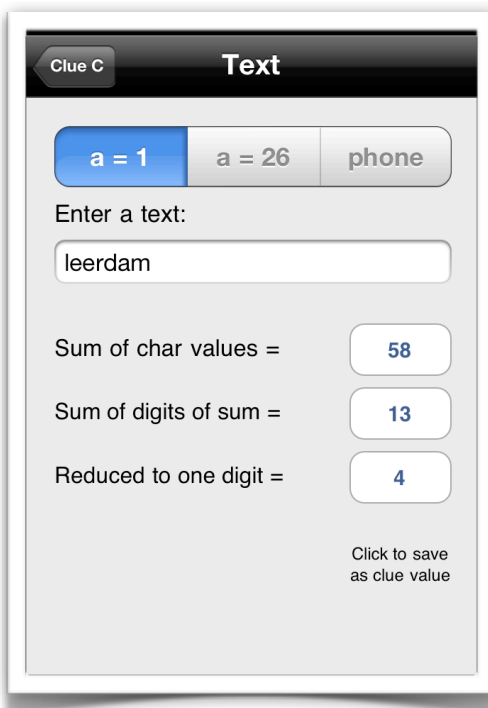 Clue C Text
a = 1 a = 26 phone
Enter a text:
leerdam
Sum of char values = 58
Sum of digits of sum = 13
Reduced to one digit = 4
Click to save
as clue value